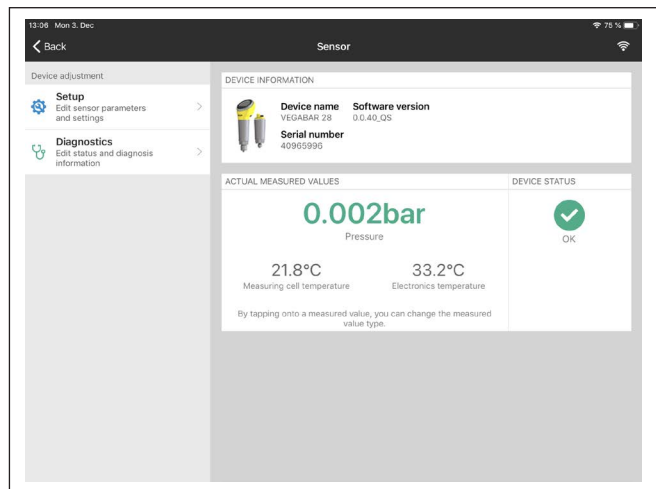 13:06 Mon 3. Dec
75 %
Back
Sensor
Device adjustment
Setup
Edit sensor parameters
and settings
Diagnostics
Edit status and diagnosis
information
DEVICE INFORMATION
Device name Software version
VEGABAR 28 0.0.40_QS
Serial number
40965996
ACTUAL MEASURED VALUES
0.002bar
Pressure
21.8°C 33.2°C
Measuring cell temperature Electronics temperature
By tapping onto a measured value, you can change the measured
value type.
DEVICE STATUS
OK